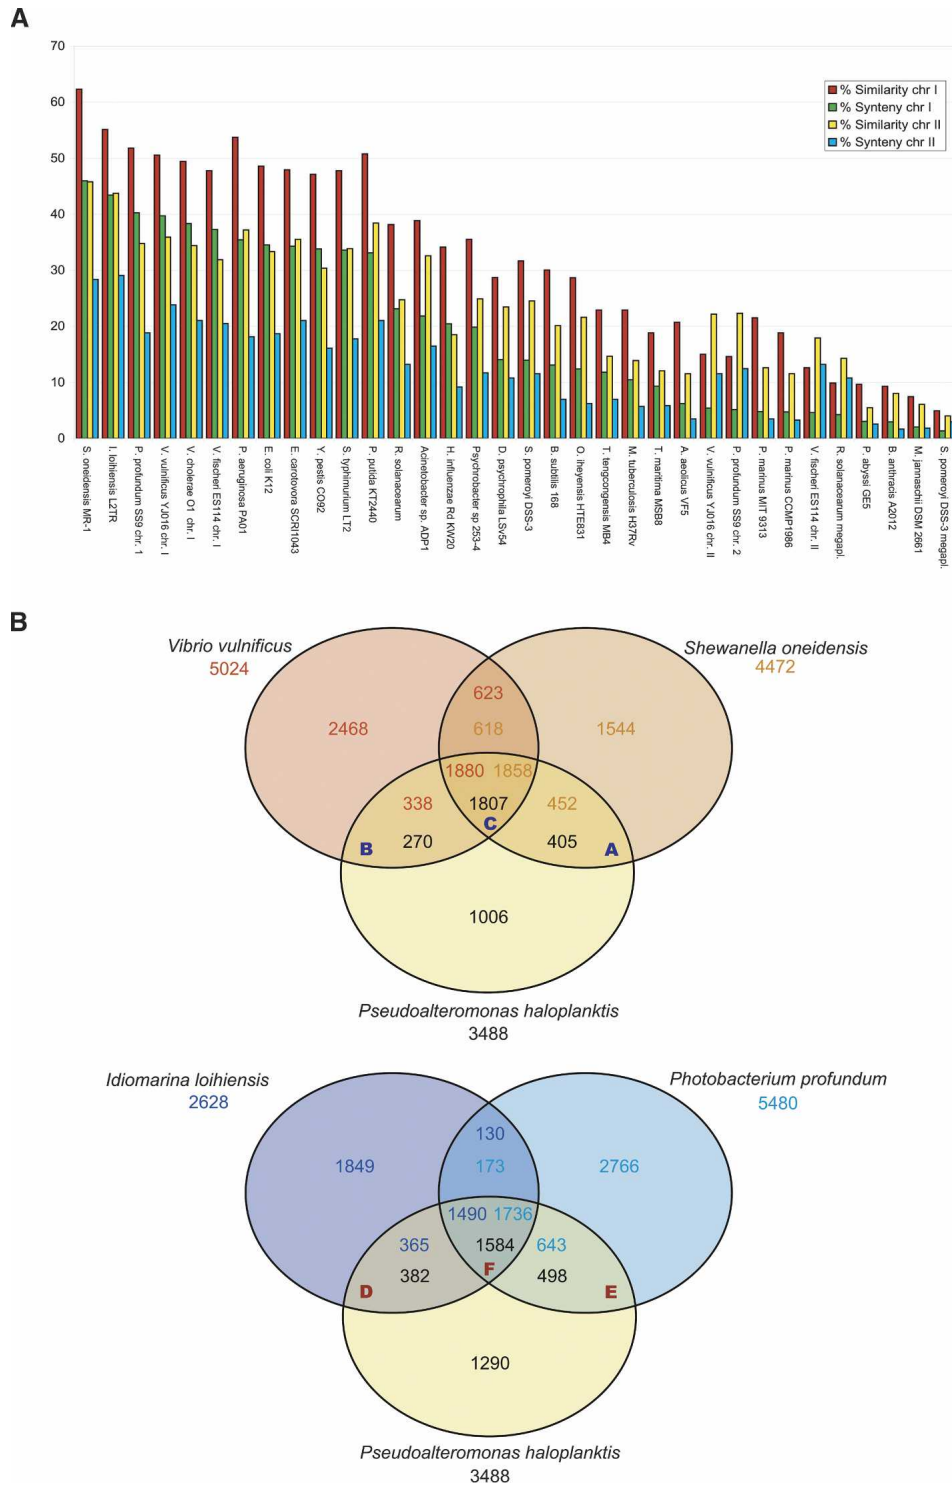 A
70
60
50
40
30
20
10
0
% Similarity chr I
% Synteny chr I
% Similarity chr II
% Synteny chr II
S. oneidensis MR-1
I. loihiensis L2TR
P. profundum SS9 chr. 1
V. vulnificus YJ016 chr. I
V. cholerae O1 chr. I
V. fischeri ES114 chr. I
P. aeruginosa PA01
E. coli K12
E. carotovora SCRI1043
Y. pestis CO92
S. typhimurium LT2
P. putida KT2440
R. solanacearum
Acinetobacter sp. ADP1
H. influenzae Rd KW20
Psychrobacter sp 253-4
D. psychrophila LSv54
S. pomeroyi DSS-3
B. subtilis 168
O. iheyensis HTE831
T. tengcongensis MB4
M. tuberculosis H37Rv
T. maritima MSB8
A. aeolicus VF5
V. vulnificus YJ016 chr. II
P. profundum SS9 chr. 2
P. marinus MIT 9313
P. marinus CCMP1986
V. fischeri ES114 chr. II
R. solanacearum megapl.
P. abyssi GE5
B. anthracis A2012
M. jannaschii DSM 2661
S. pomeroyi DSS-3 megapl.
B
Vibrio vulnificus
5024
Shewanella oneidensis
4472
623
2468
618
1544
1880 1858
338
1807
452
C
B
270
405
A
1006
Pseudoalteromonas haloplanktis
3488
Idiomarina loihiensis
2628
Photobacterium profundum
5480
130
1849
173
2766
1490 1736
365
1584
643
F
382
498
D
E
1290
Pseudoalteromonas haloplanktis
3488